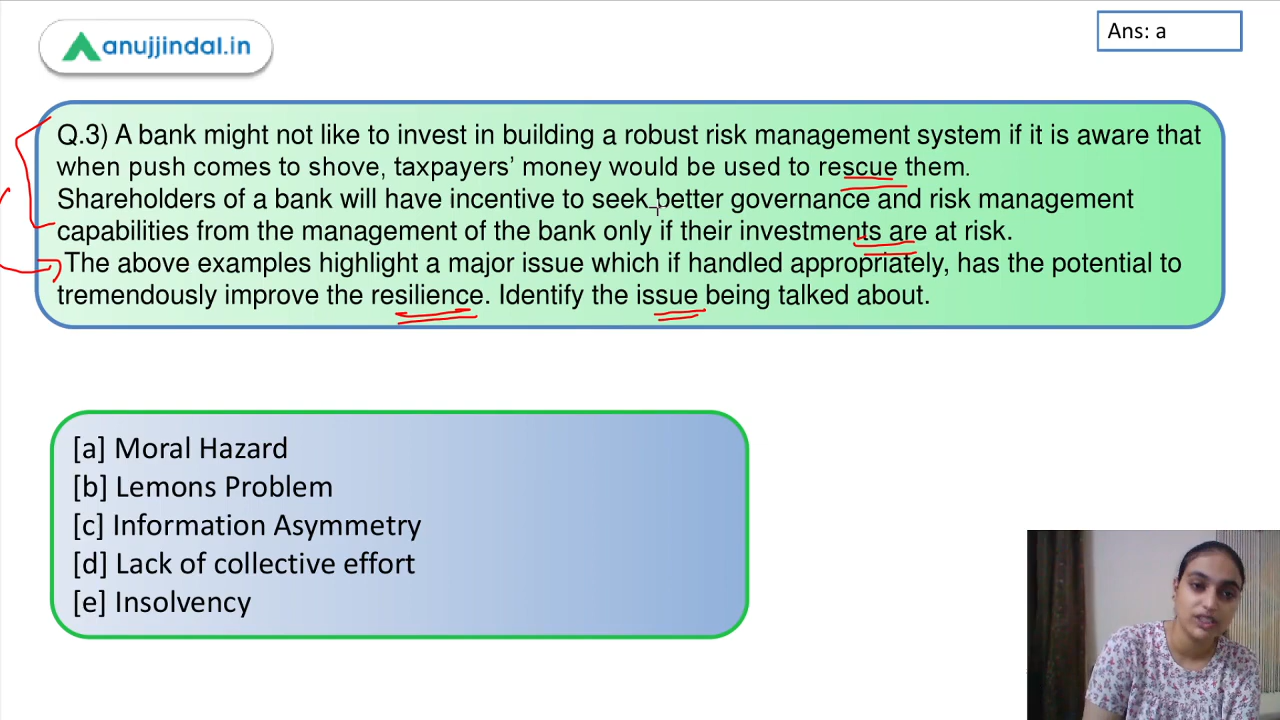 anujjindal.in
Ans: a
Q.3) A bank might not like to invest in building a robust risk management system if it is aware that
when push comes to shove, taxpayers’ money would be used to rescue them.
Shareholders of a bank will have incentive to seek better governance and risk management
capabilities from the management of the bank only if their investments are at risk.
The above examples highlight a major issue which if handled appropriately, has the potential to
tremendously improve the resilience. Identify the issue being talked about.
[a] Moral Hazard
[b] Lemons Problem
[c] Information Asymmetry
[d] Lack of collective effort
[e] Insolvency